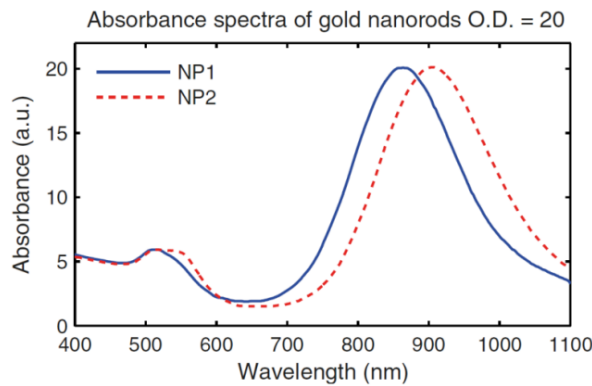 Absorbance spectra of gold nanorods O.D. = 20
Absorbance (a.u.)
20
15
10
5
0
NP1
NP2
400 500 600 700 800 900 1000 1100
Wavelength (nm)